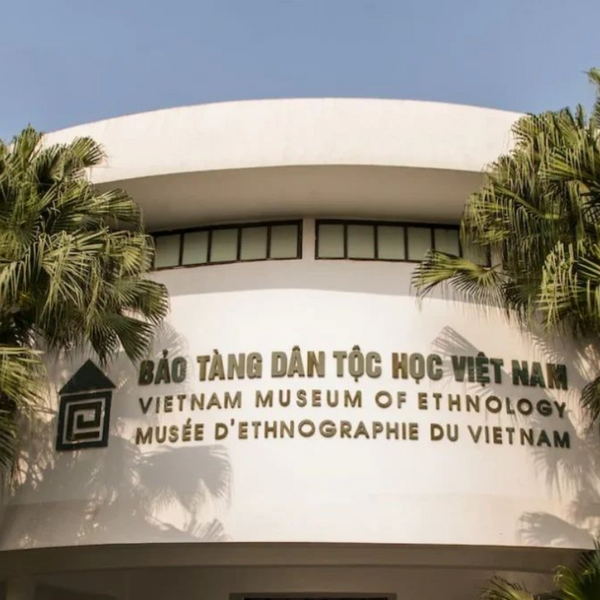 BẢO TÀNG DÂN TỘC HỌC VIỆT NAM
VIETNAM MUSEUM OF ETHNOLOGY
MUSÉE D'ETHNOGRAPHIE DU VIETNAM